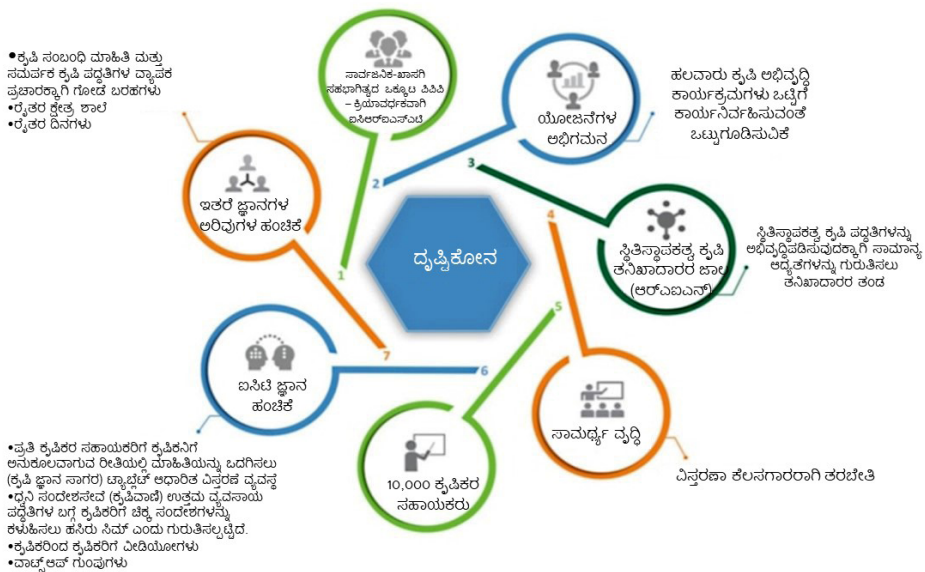 •ಕೃಷಿ ಸಂಬಂಧಿ ಮಾಹಿತಿ ಮತ್ತು
ಸಮರ್ಪಕ ಕೃಷಿ ಪದ್ಧತಿಗಳ ವ್ಯಾಪಕ
ಪ್ರಚಾರಕ್ಕಾಗಿ ಗೋಡೆ ಬರಹಗಳು
•ರೈತರ ಕ್ಷೇತ್ರ ಶಾಲೆ
•ರೈತರ ದಿನಗಳು
ಸಾರ್ವಜನಿಕ-ಖಾಸಗಿ
ಸಹಭಾಗಿತ್ವದ ಒಕ್ಕೂಟ ಪಿಪಿಪಿ
– ಕ್ರಿಯಾವರ್ಧಕವಾಗಿ
ಐಸಿಆರ್‌ಐಎಸ್‌ಎಟಿ
ಯೋಜನೆಗಳ
ಅಭಿಗಮನ
ಹಲವಾರು ಕೃಷಿ ಅಭಿವೃದ್ಧಿ
ಕಾರ್ಯಕ್ರಮಗಳು ಒಟ್ಟಿಗೆ
ಕಾರ್ಯನಿರ್ವಹಿಸುವಂತೆ
ಒಟ್ಟುಗೂಡಿಸುವಿಕೆ
ಇತರೆ ಜ್ಞಾನಗಳ
ಅರಿವುಗಳ ಹಂಚಿಕೆ
1
2
3
4
5
6
7
ದೃಷ್ಟಿಕೋನ
ಸ್ಥಿತಿಸ್ಥಾಪಕತ್ವ ಕೃಷಿ
ತನಿಖಾದಾರರ ಜಾಲ
(ಆರ್‌ಎಐಎನ್)
ಸ್ಥಿತಿಸ್ಥಾಪಕತ್ವ ಕೃಷಿ ಪದ್ಧತಿಗಳನ್ನು
ಅಭಿವೃದ್ಧಿಪಡಿಸುವುದಕ್ಕಾಗಿ ಸಾಮಾನ್ಯ
ಆದ್ಯತೆಗಳನ್ನು ಗುರುತಿಸಲು
ತನಿಖಾದಾರರ ತಂಡ
ಐಸಿಟಿ ಜ್ಞಾನ
ಹಂಚಿಕೆ
ಸಾಮರ್ಥ್ಯ ವೃದ್ಧಿ
ವಿಸ್ತರಣಾ ಕೆಲಸಗಾರರಾಗಿ ತರಬೇತಿ
10,000 ಕೃಷಿಕರ
ಸಹಾಯಕರು
•ಪ್ರತಿ ಕೃಷಿಕರ ಸಹಾಯಕರಿಗೆ ಕೃಷಿಕನಿಗೆ
ಅನುಕೂಲವಾಗುವ ರೀತಿಯಲ್ಲಿ ಮಾಹಿತಿಯನ್ನು ಒದಗಿಸಲು
(ಕೃಷಿ ಜ್ಞಾನ ಸಾಗರ) ಟ್ಯಾಬ್ಲೆಟ್ ಆಧಾರಿತ ವಿಸ್ತರಣೆ ವ್ಯವಸ್ಥೆ
•ಧ್ವನಿ ಸಂದೇಶಸೇವೆ (ಕೃಷಿವಾಣಿ) ಉತ್ತಮ ವ್ಯವಸಾಯ
ಪದ್ಧತಿಗಳ ಬಗ್ಗೆ ಕೃಷಿಕರಿಗೆ ಚಿಕ್ಕ ಸಂದೇಶಗಳನ್ನು
ಕಳುಹಿಸಲು ಹಸಿರು ಸಿಮ್ ಎಂದು ಗುರುತಿಸಲ್ಪಟ್ಟಿದೆ.
•ಕೃಷಿಕರಿಂದ ಕೃಷಿಕರಿಗೆ ವೀಡಿಯೋಗಳು
•ವಾಟ್ಸ್ಆಪ್ ಗುಂಪುಗಳು